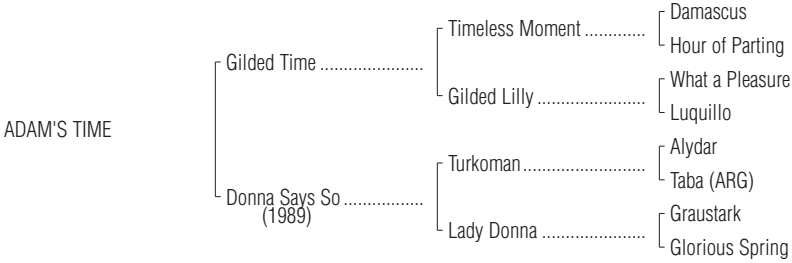 Damascus
Timeless Moment .............
Hour of Parting
Gilded Time ......................
What a Pleasure
Gilded Lilly .......................
Luquillo
ADAM'S TIME
Alydar
Turkoman..........................
Taba (ARG)
Donna Says So .................
(1989)
Graustark
Lady Donna ......................
Glorious Spring